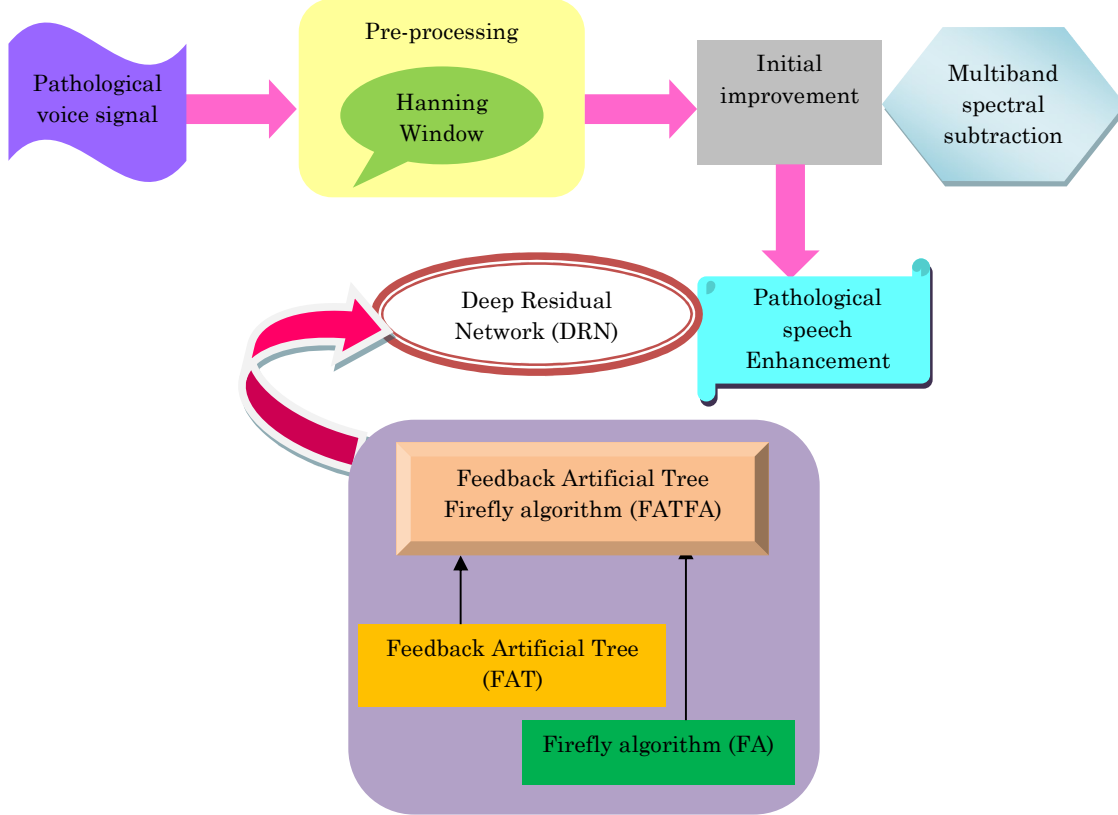 Pathological
voice signal
Pre-processing
Hanning
Window
Initial
improvement
Multiband
spectral
subtraction
Deep Residual
Network (DRN)
Pathological
speech
Enhancement
Feedback Artificial Tree
Firefly algorithm (FATFA)
Feedback Artificial Tree
(FAT)
Firefly algorithm (FA)